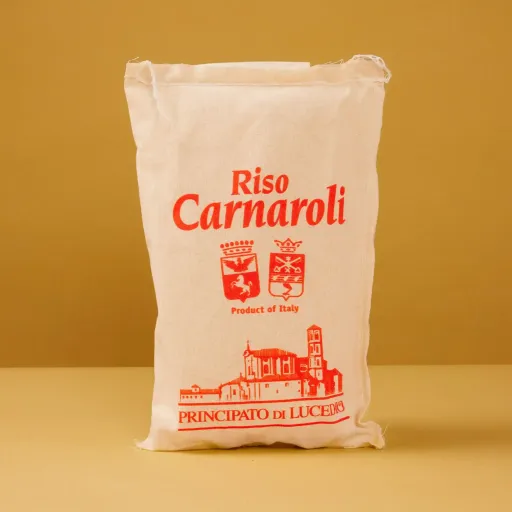 Riso
Carnaroli
Product of Italy
PRINCIPATO DI LUCEDIO